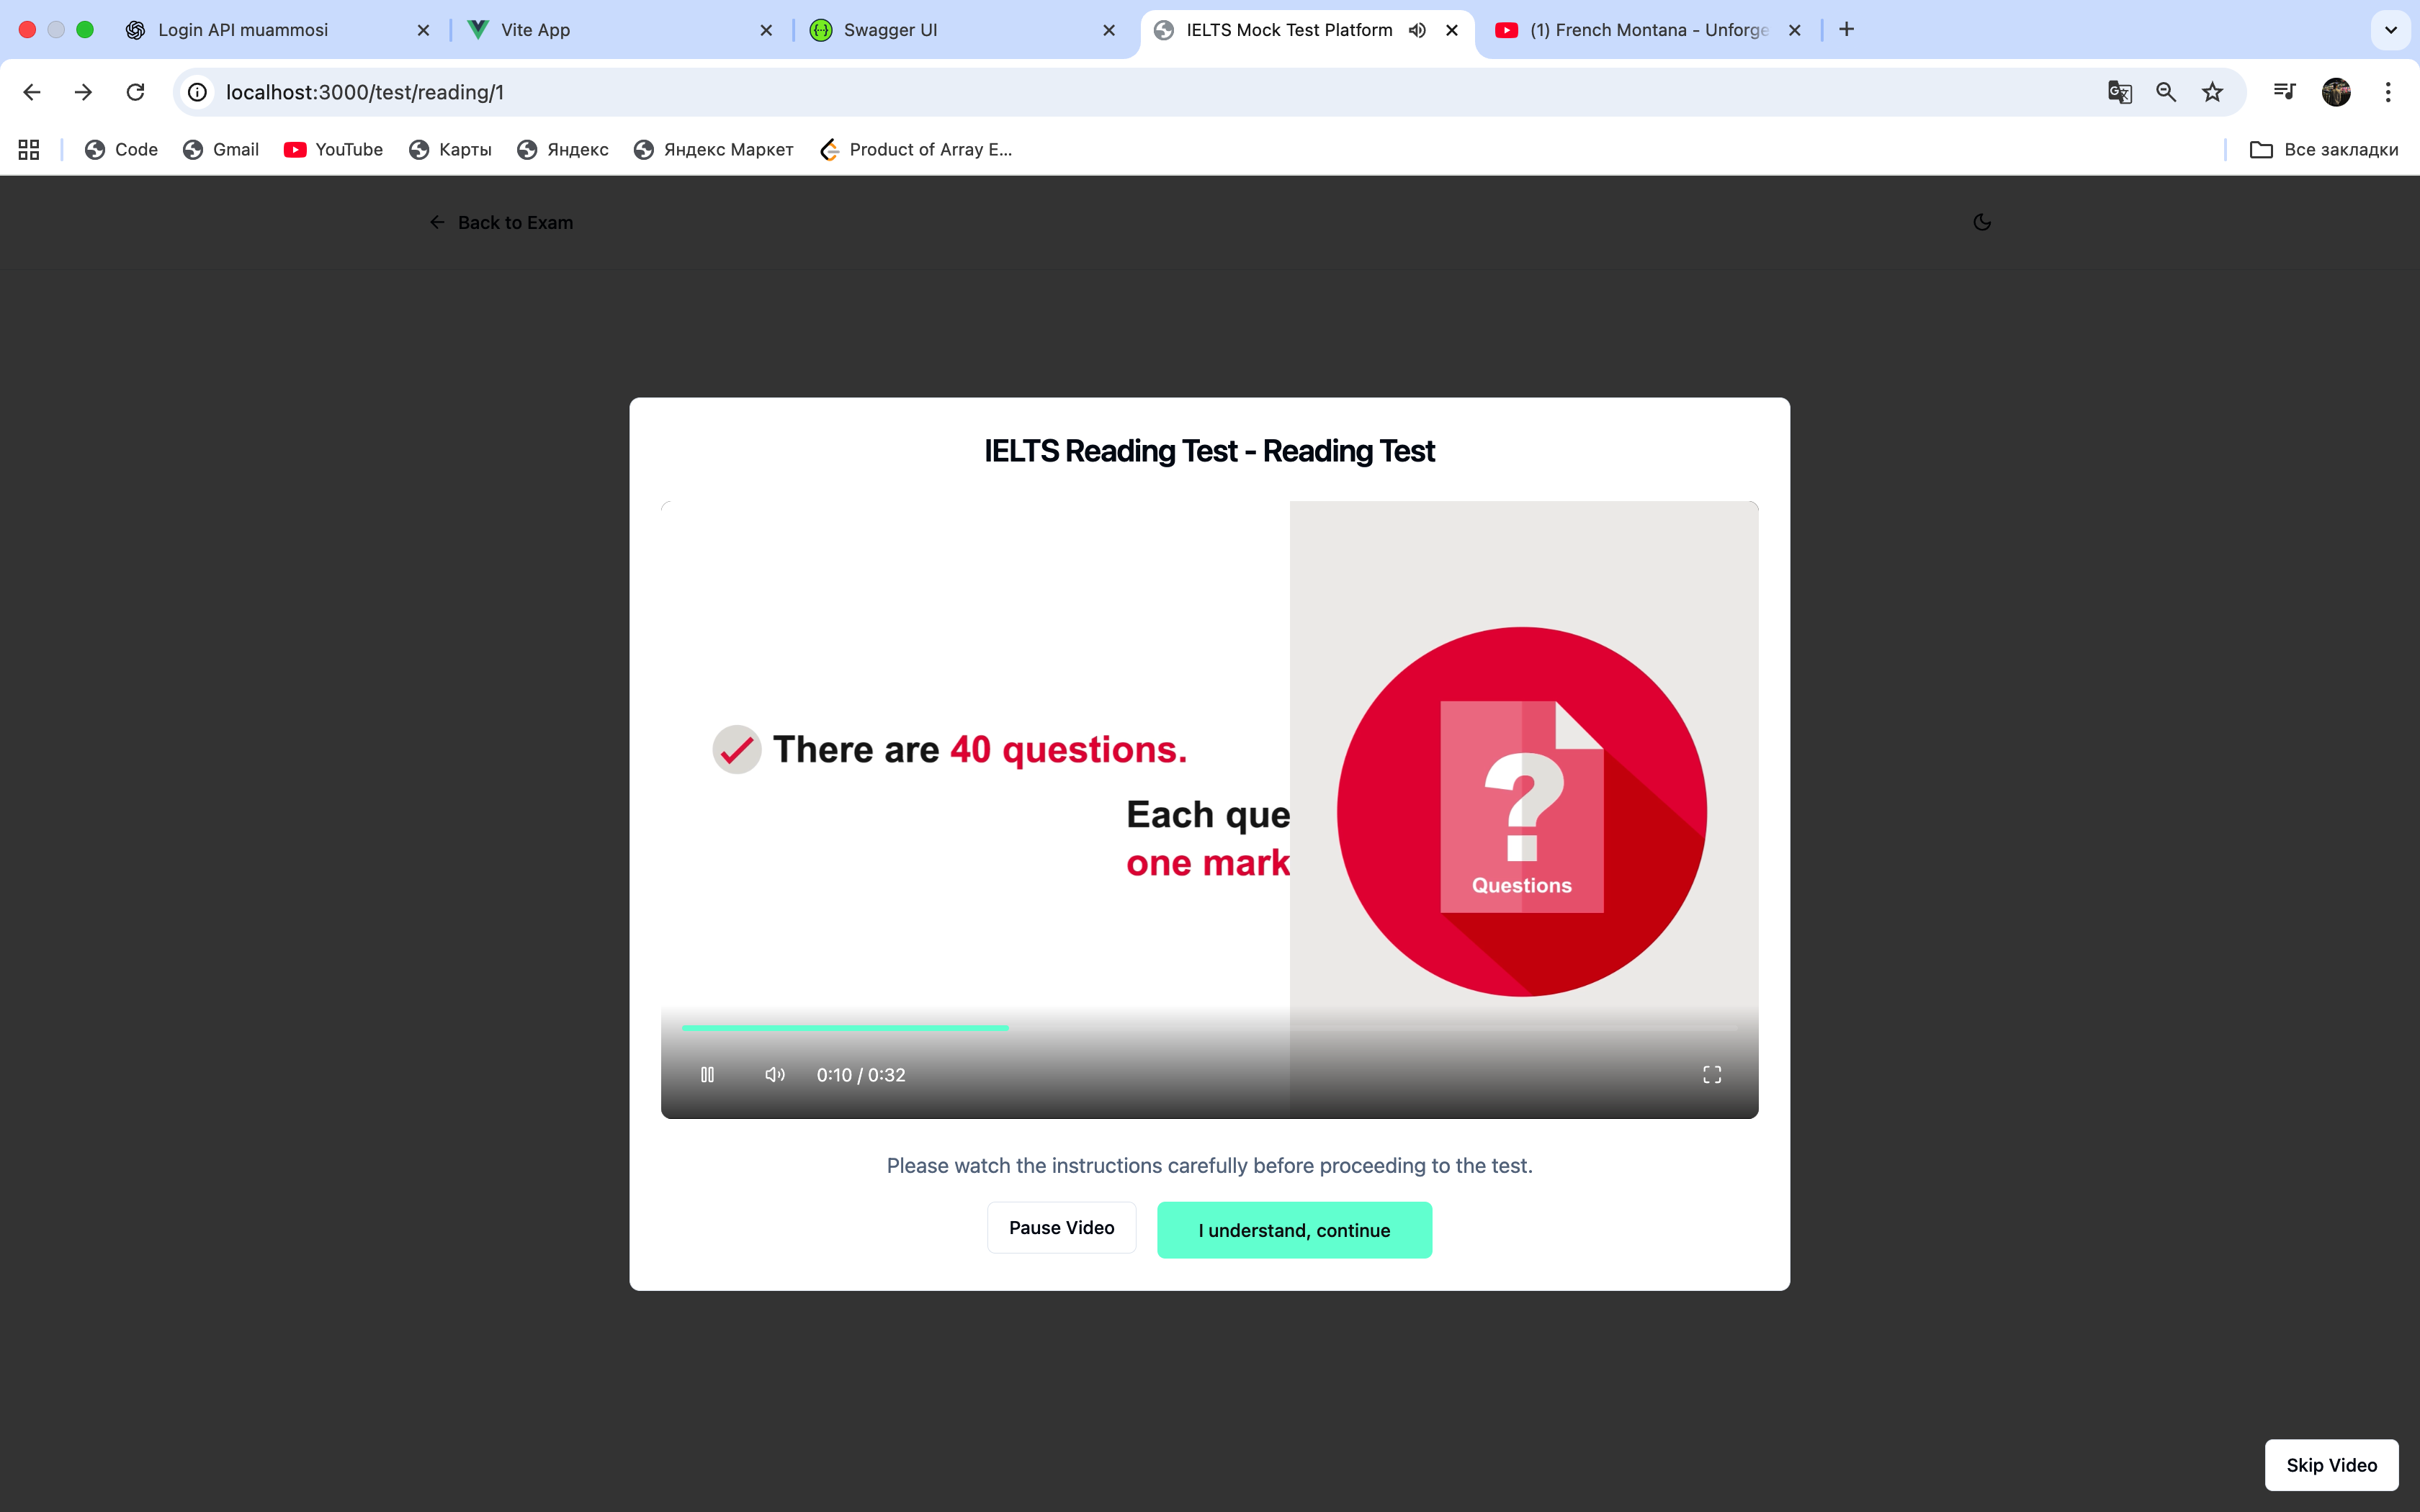 Login API muammosi
Vite App
Swagger UI
IELTS Mock Test Platform
(1) French Montana - Unforge
localhost:3000/test/reading/1
Code
Gmail
YouTube
Карты
Яндекс
Яндекс Маркет
Product of Array E...
Все закладки
Back to Exam
IELTS Reading Test - Reading Test
There are 40 questions.
Each que
one mark
Questions
0:10 / 0:32
Please watch the instructions carefully before proceeding to the test.
Pause Video
I understand, continue
Skip Video